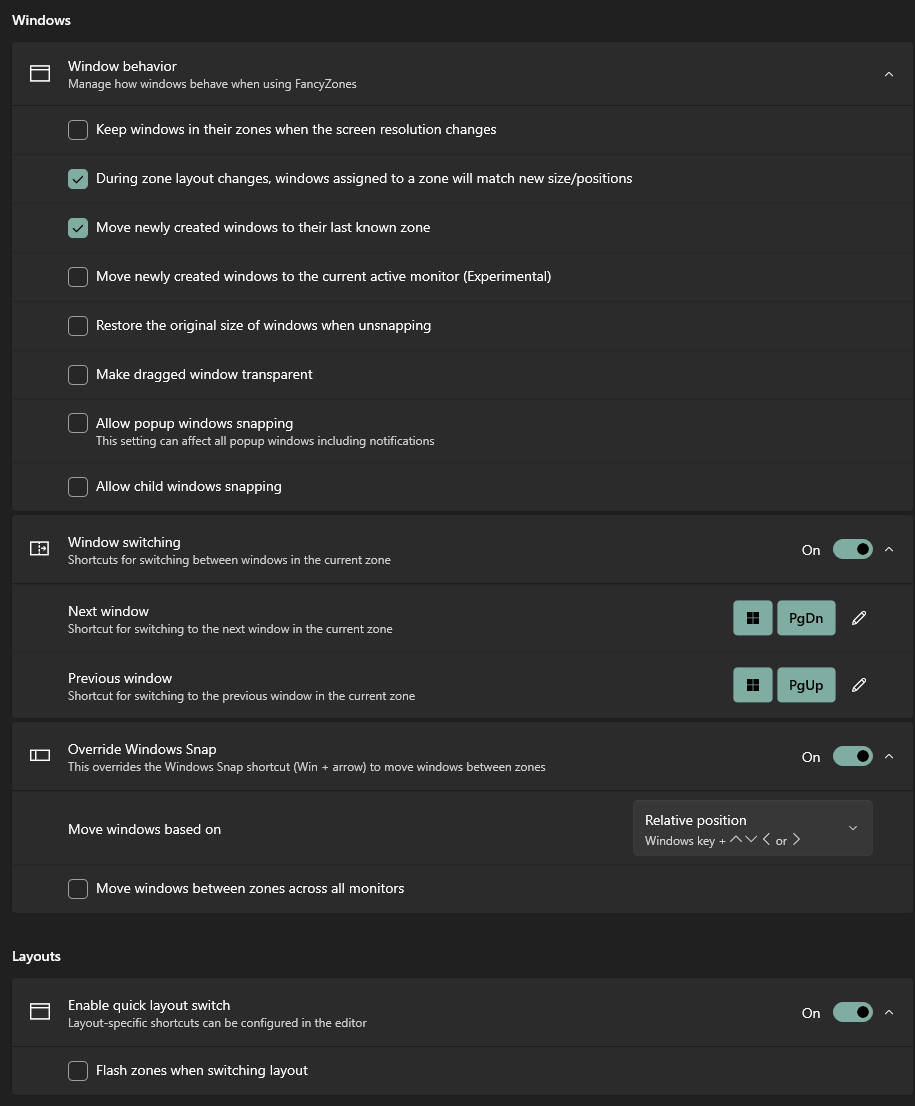 Windows
Window behavior
Manage how windows behave when using FancyZones
Keep windows in their zones when the screen resolution changes
During zone layout changes, windows assigned to a zone will match new size/positions
Move newly created windows to their last known zone
Move newly created windows to the current active monitor (Experimental)
Restore the original size of windows when unsnapping
Make dragged window transparent
Allow popup windows snapping
This setting can affect all popup windows including notifications
Allow child windows snapping
Window switching
Shortcuts for switching between windows in the current zone
On
Next window
Shortcut for switching to the next window in the current zone
PgDn
Previous window
Shortcut for switching to the previous window in the current zone
PgUp
Override Windows Snap
This overrides the Windows Snap shortcut (Win + arrow) to move windows between zones
On
Move windows based on
Relative position
Windows key + or
Move windows between zones across all monitors
Layouts
Enable quick layout switch
Layout-specific shortcuts can be configured in the editor
On
Flash zones when switching layout